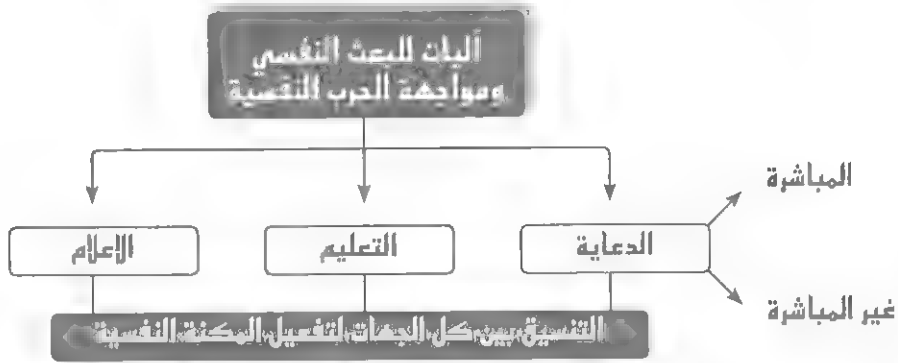 آليات للبعث النفسي
ومواجهة الحرب النفسية
المباشرة
الدعاية
التعليم
الإعلام
غير المباشرة
التنسيق بين كل الجهات لتفعيل المكنة النفسية